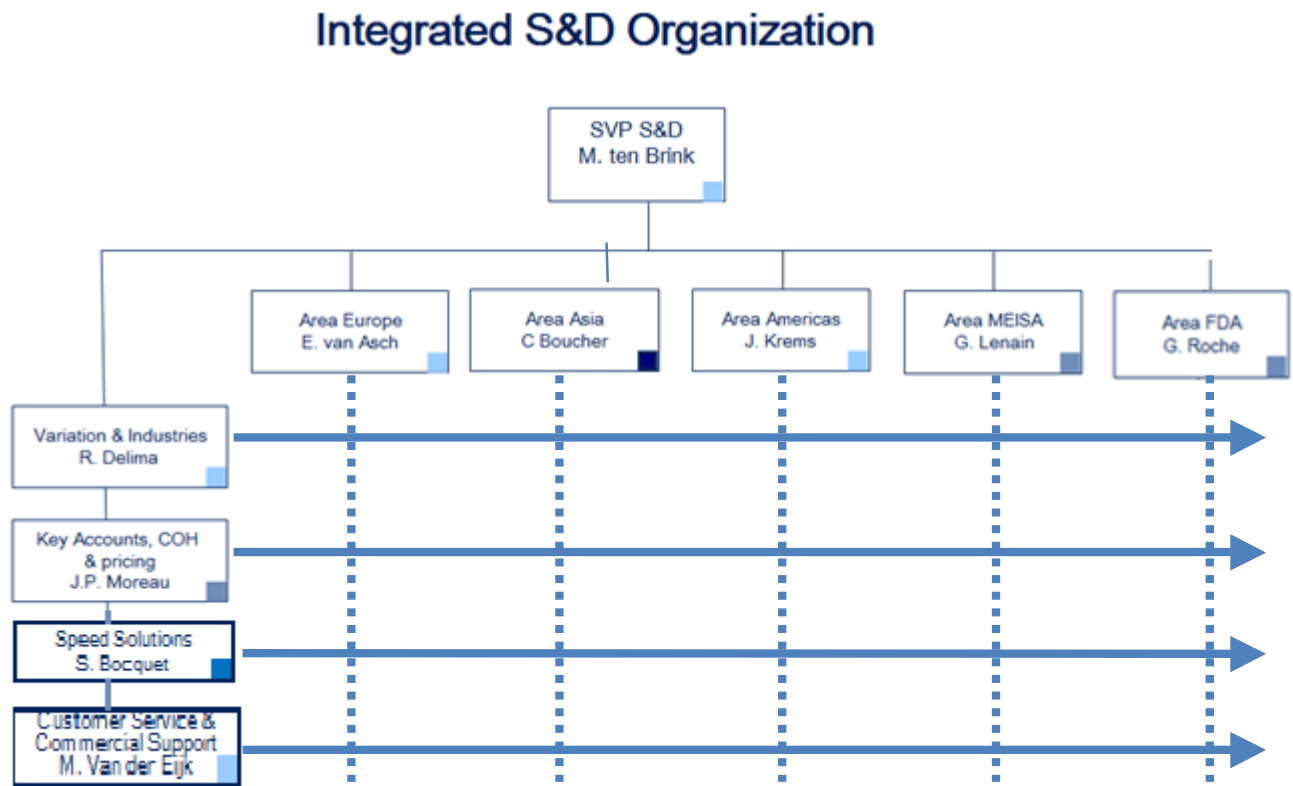 Integrated S&D Organization
SVP S&D
M. ten Brink
Area Europe
E. van Asch
Area Asia
C Boucher
Area Americas
J. Krems
Area MEISA
G. Lenain
Area FDA
G. Roche
Variation & Industries
R. Delima
Key Accounts, COH
& pricing
J.P. Moreau
Speed Solutions
S. Bocquet
Customer Service &
Commercial Support
M. Van der Eijk